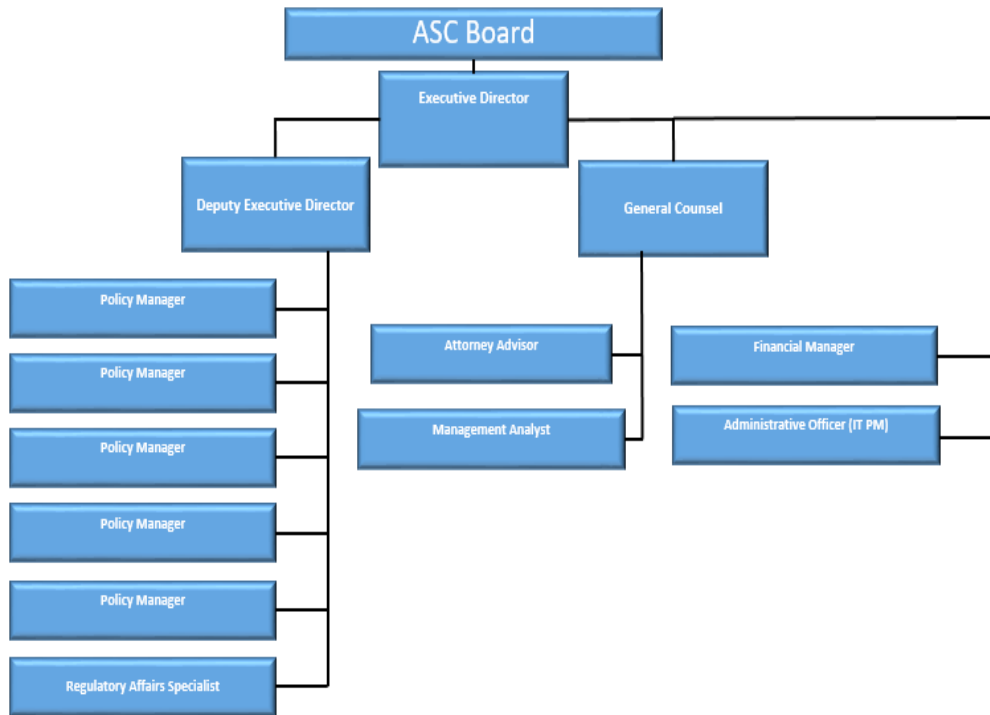 ASC Board
Executive Director
Deputy Executive Director
General Counsel
Policy Manager
Policy Manager
Policy Manager
Policy Manager
Policy Manager
Regulatory Affairs Specialist
Attorney Advisor
Management Analyst
Financial Manager
Administrative Officer (IT PM)